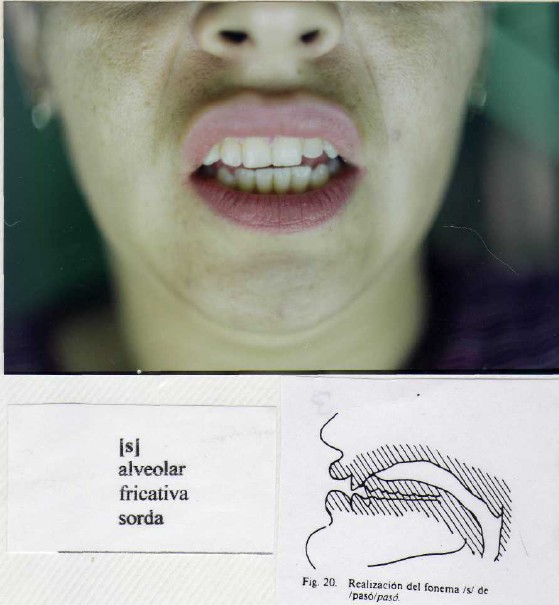 [s]
alveolar
fricativa
sorda
Fig. 20. Realización del fonema /s/ de
/pasó/pasó.